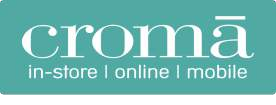 cromā
in-store | online | mobile